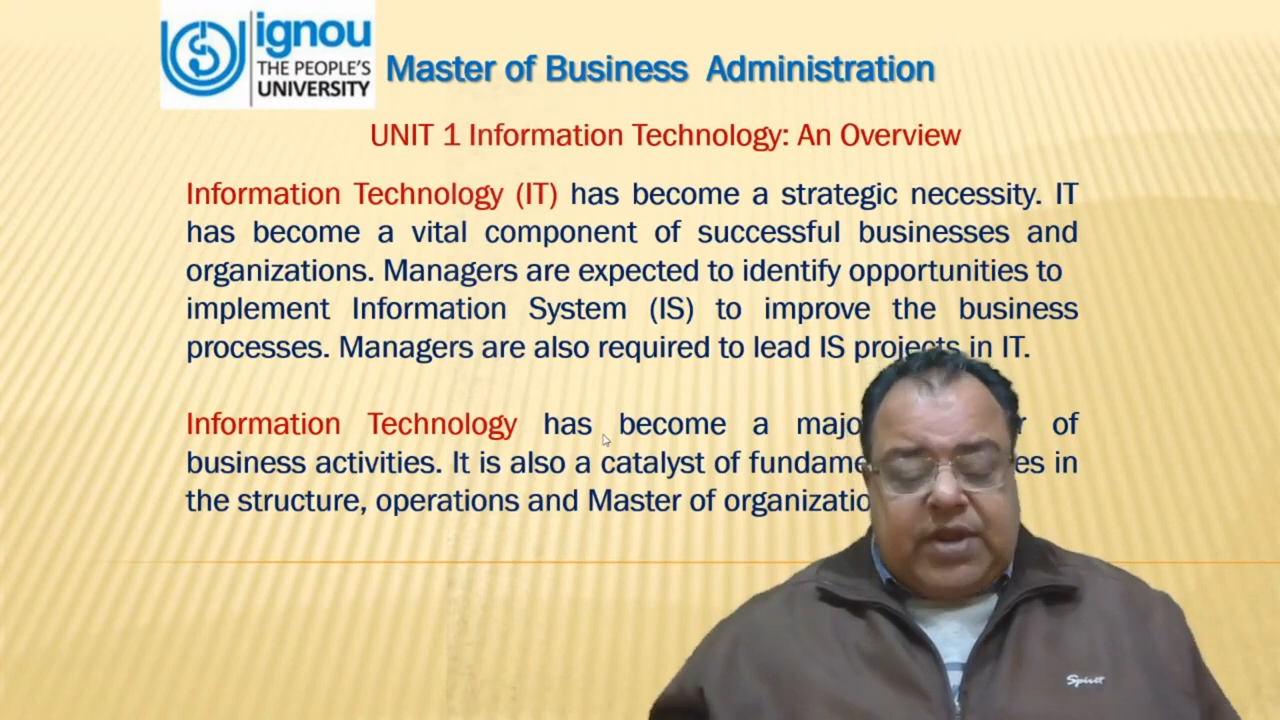 ignou
THE PEOPLE'S
UNIVERSITY
Master of Business Administration
UNIT 1 Information Technology: An Overview
Information Technology (IT) has become a strategic necessity. IT
has become a vital component of successful businesses and
organizations. Managers are expected to identify opportunities to
implement Information System (IS) to improve the business
processes. Managers are also required to lead IS projects in IT.
Information Technology has become a of
business activities. It is also a catalyst of in
the structure, operations and Master of
Spirit